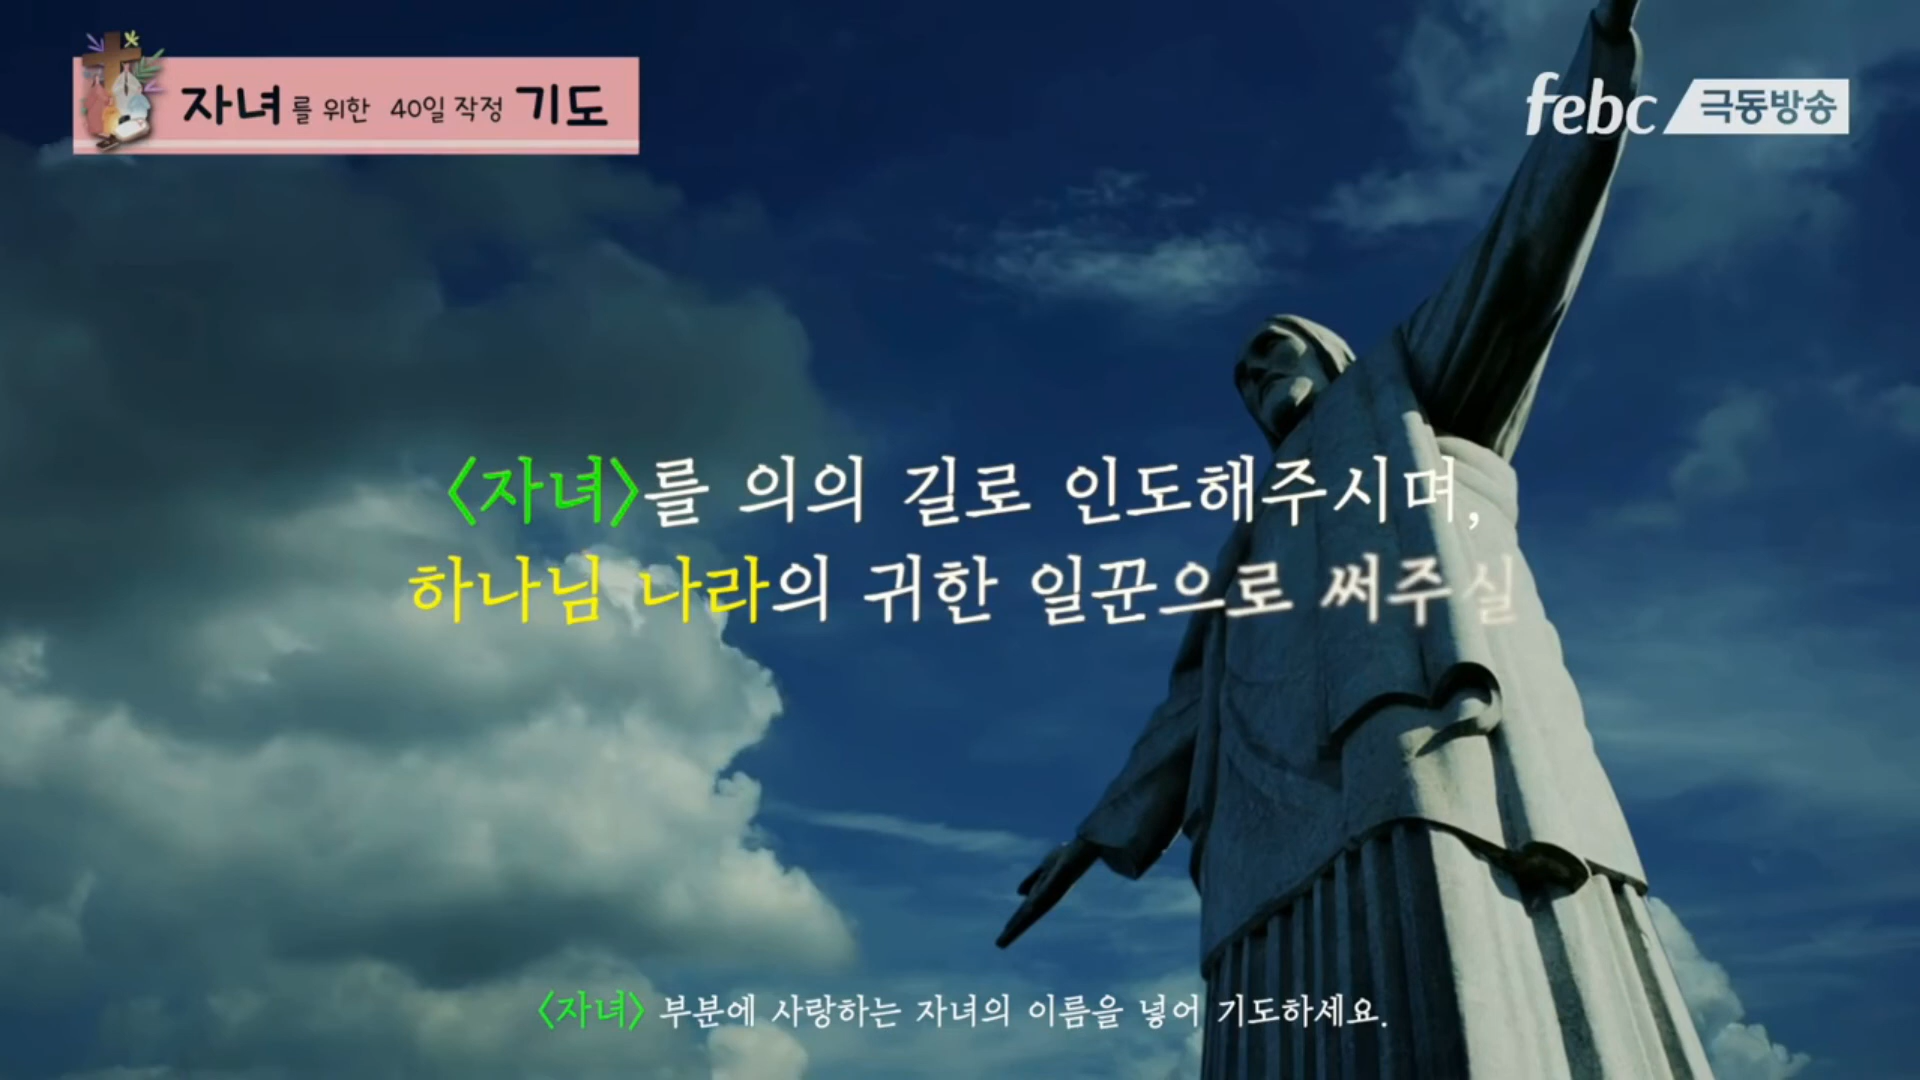 자녀를 위한 40일 작정 기도
febc 극동방송
<자녀>를 의의 길로 인도해주시며,
하나님 나라의 귀한 일꾼으로 써주실
<자녀> 부분에 사랑하는 자녀의 이름을 넣어 기도하세요.